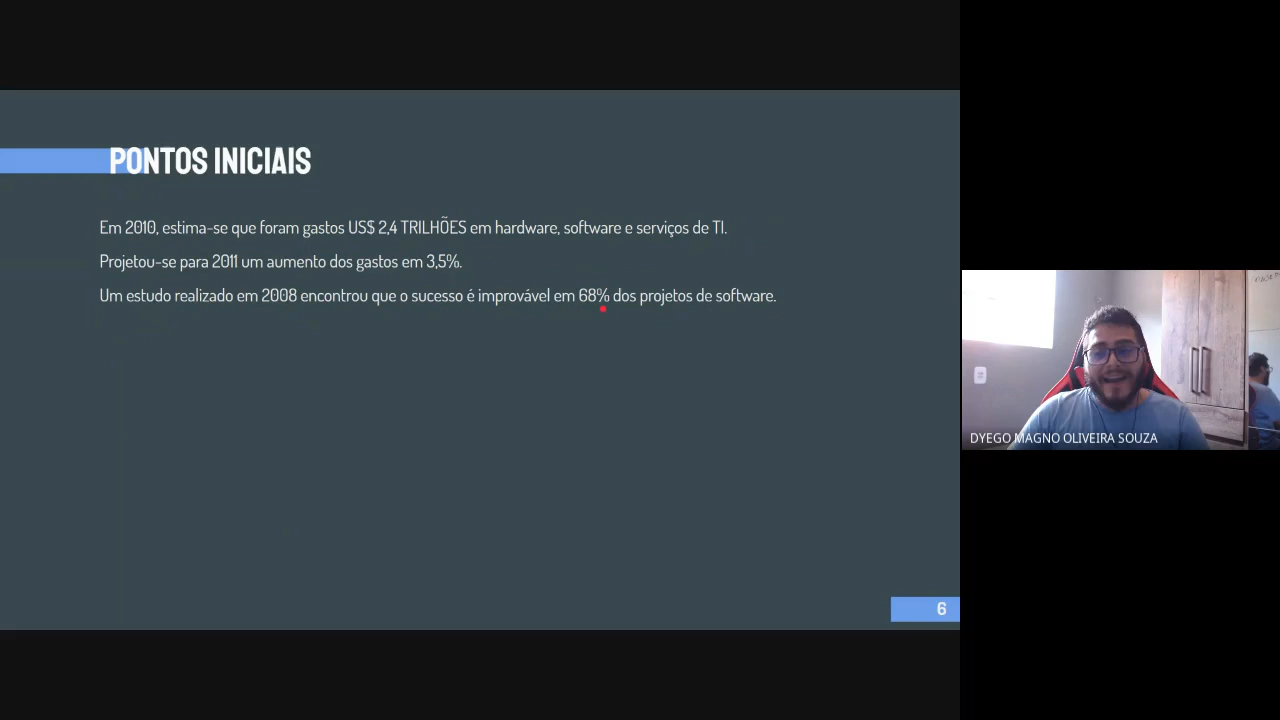 PONTOS INICIAIS
Em 2010, estima-se que foram gastos US$ 2,4 TRILHÕES em hardware, software e serviços de TI.
Projetou-se para 2011 um aumento dos gastos em 3,5%.
Um estudo realizado em 2008 encontrou que o sucesso é improvável em 68% dos projetos de software.
6
DYEGO MAGNO OLIVEIRA SOUZA